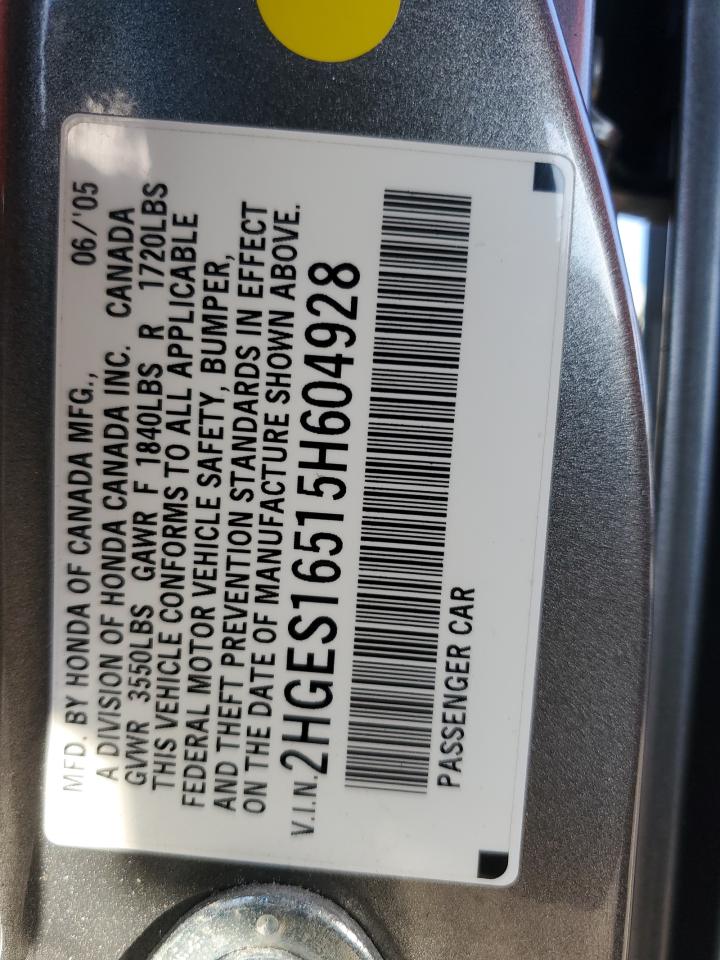 MFD. BY HONDA OF CANADA MFG., 06/'05
A DIVISION OF HONDA CANADA INC. CANADA
GVWR 3550LBS GAWR F 1840LBS R 1720LBS
THIS VEHICLE CONFORMS TO ALL APPLICABLE
FEDERAL MOTOR VEHICLE SAFETY, BUMPER,
AND THEFT PREVENTION STANDARDS IN EFFECT
ON THE DATE OF MANUFACTURE SHOWN ABOVE.
V.I.N. 2HGES16515H604928
PASSENGER CAR